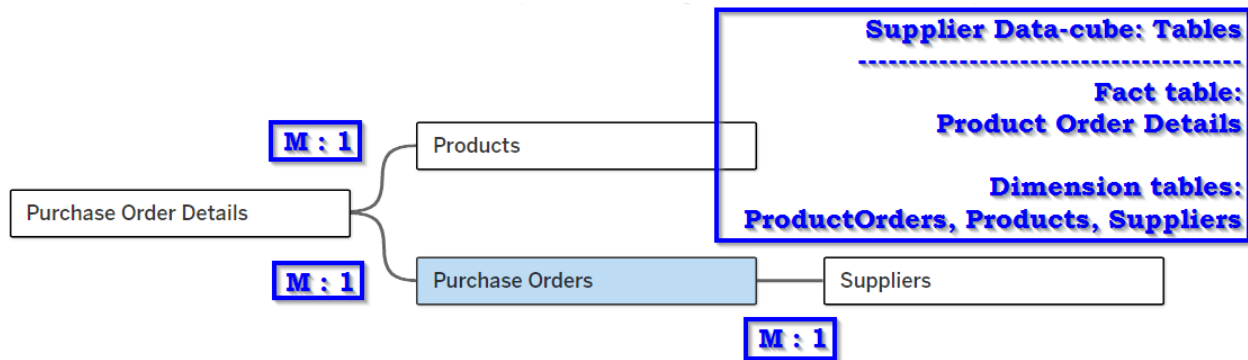 Supplier Data-cube: Tables
--------------------------------------
Fact table:
Product Order Details
Dimension tables:
ProductOrders, Products, Suppliers
M : 1
Products
Purchase Order Details
M : 1
Purchase Orders
Suppliers
M : 1